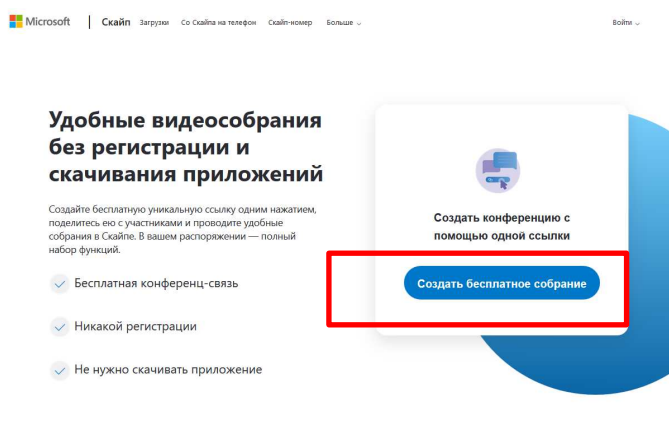 Microsoft Скайп Загрузки Со Скайпа на телефон Скайп-номер Больше Войти
Удобные видеособрания
без регистрации и
скачивания приложений
Создайте бесплатную уникальную ссылку одним нажатием,
поделитесь ею с участниками и проводите удобные
собрания в Скайпе. В вашем распоряжении — полный
набор функций.
Бесплатная конференц-связь
Никакой регистрации
Не нужно скачивать приложение
Создать конференцию с
помощью одной ссылки
Создать бесплатное собрание